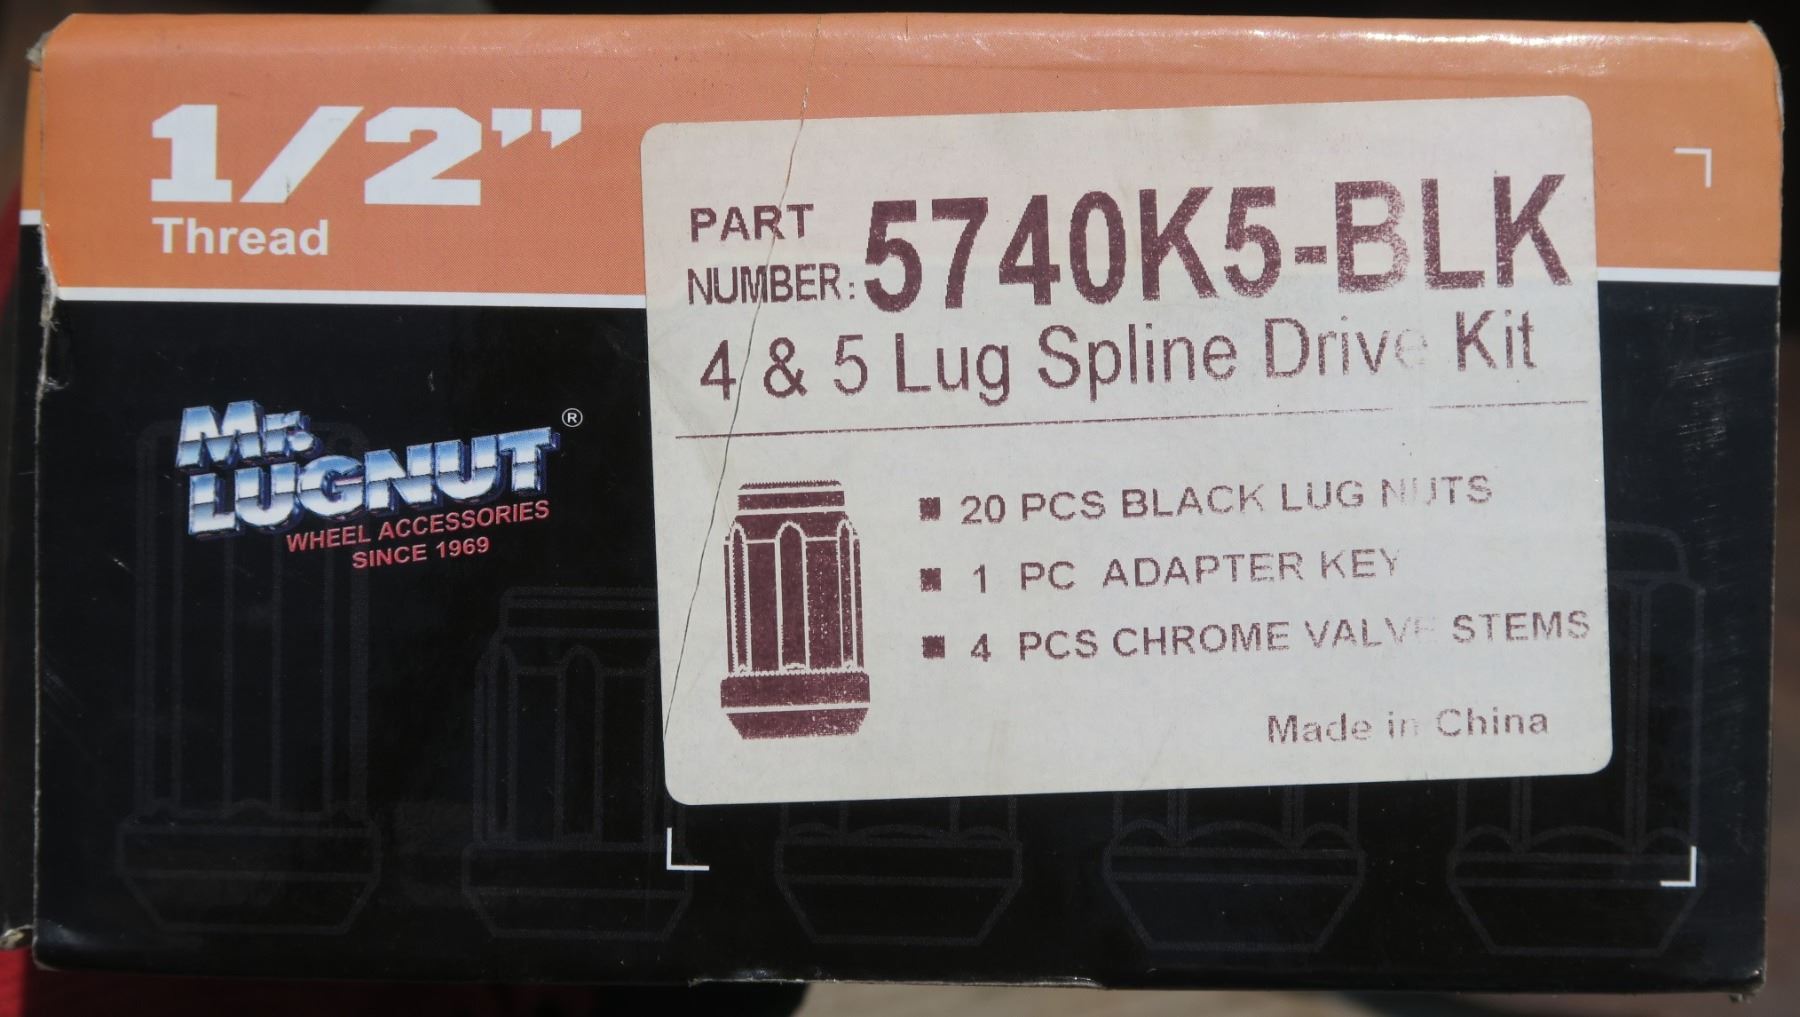 1/2”
Thread
Mr.
LUGNUT®
WHEEL ACCESSORIES
SINCE 1969
PART
NUMBER: 5740K5-BLK
4 & 5 Lug Spline Drive Kit
▪ 20 PCS BLACK LUG NUTS
▪ 1 PC ADAPTER KEY
▪ 4 PCS CHROME VALVE STEMS
Made in China